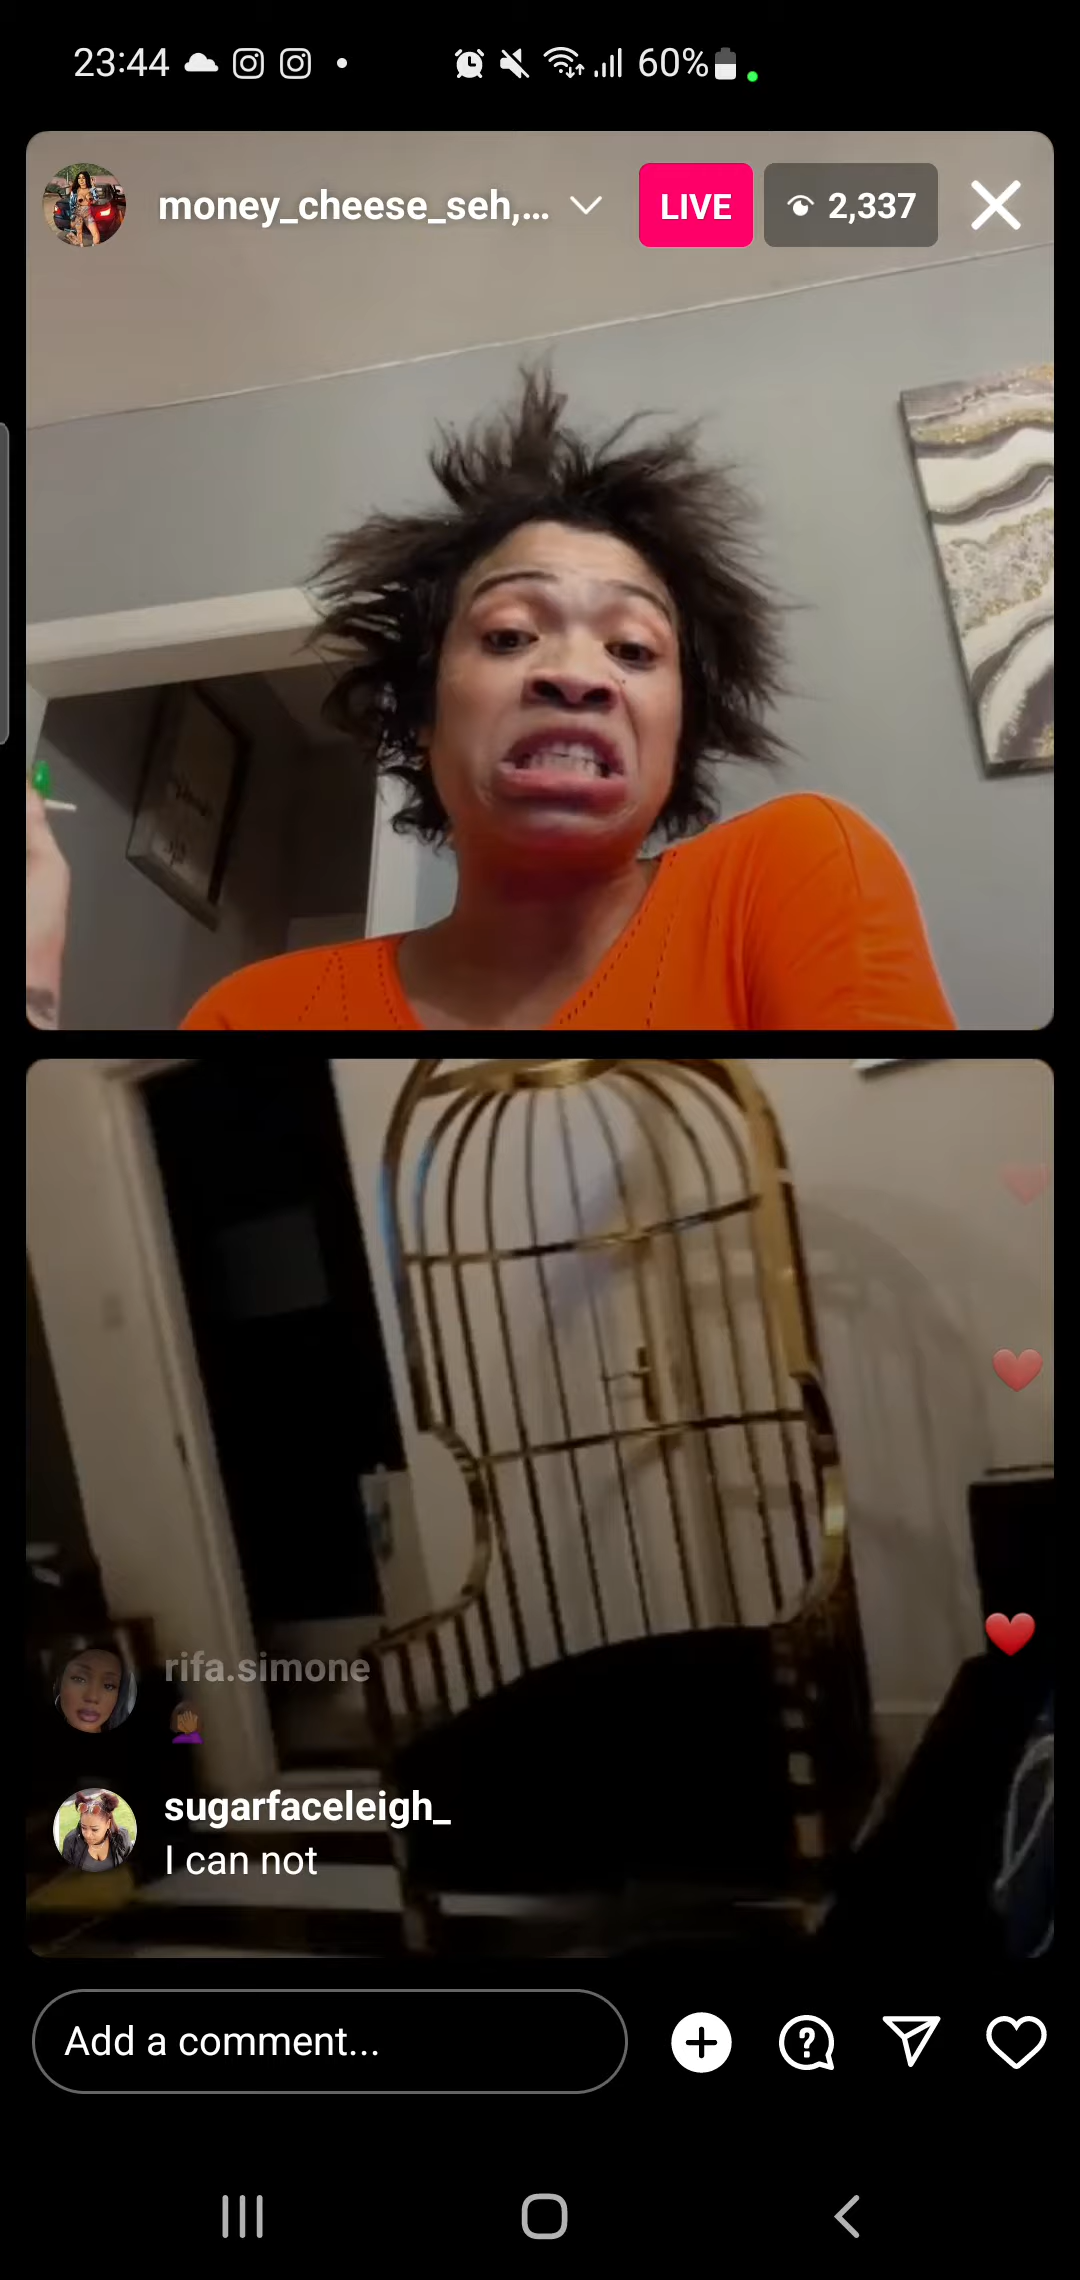 23:44
60%
money_cheese_seh,...
LIVE
2,337
rifa.simone
sugarfaceleigh_
I can not
Add a comment...